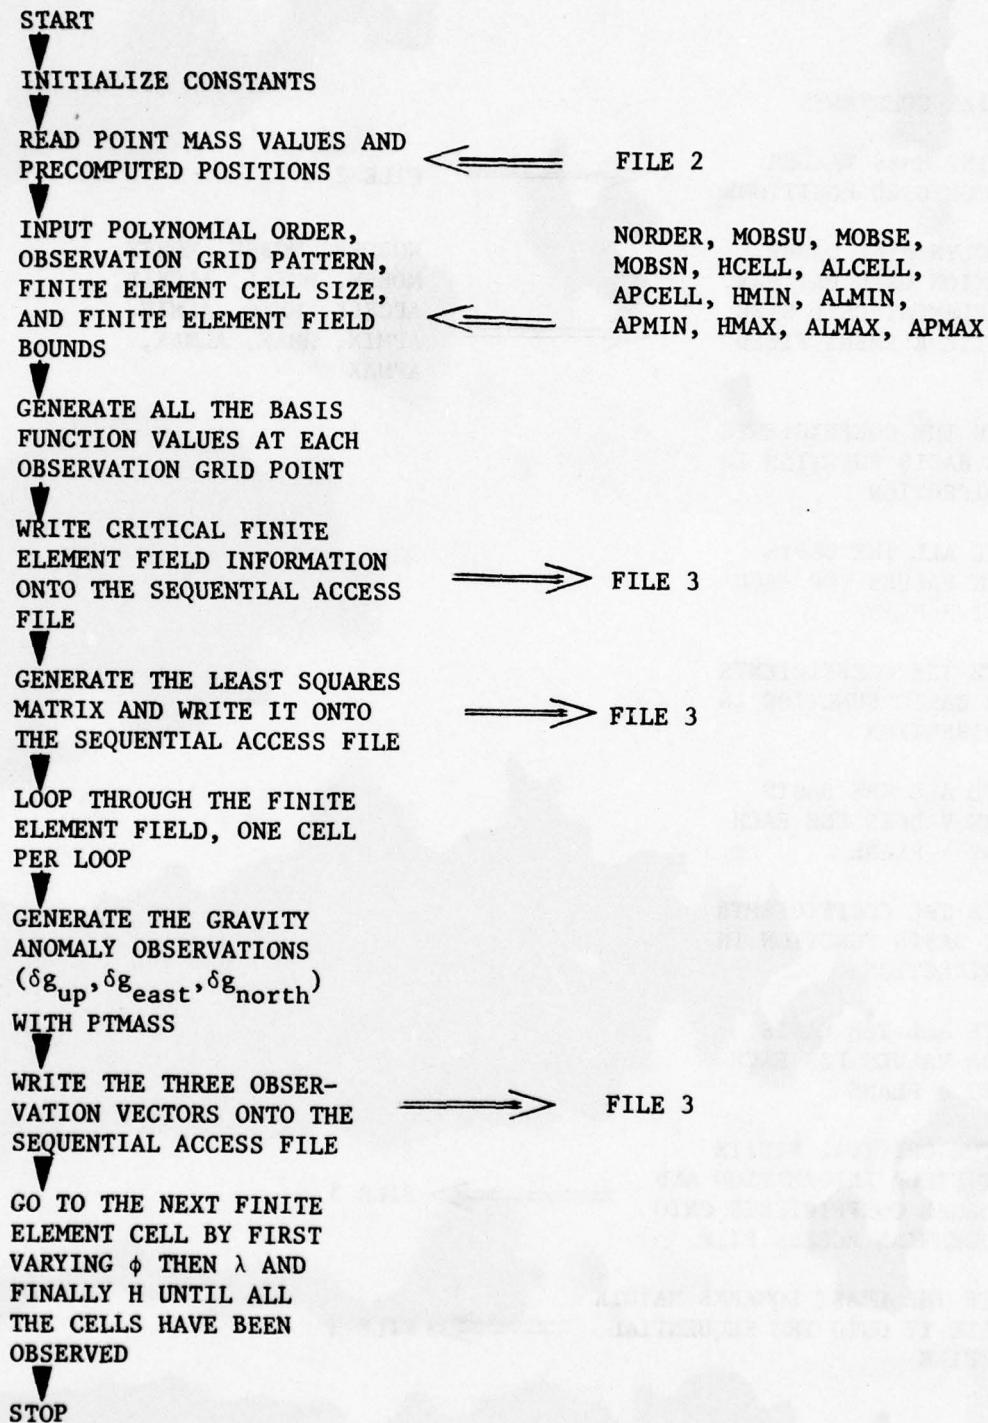 START
INITIALIZE CONSTANTS
READ POINT MASS VALUES AND
PRECOMPUTED POSITIONS
FILE 2
INPUT POLYNOMIAL ORDER,
OBSERVATION GRID PATTERN,
FINITE ELEMENT CELL SIZE,
AND FINITE ELEMENT FIELD
BOUNDS
NORDER, MOBSU, MOBSE,
MOBSN, HCELL, ALCELL,
APCELL, HMIN, ALMIN,
APMIN, HMAX, ALMAX, APMAX
GENERATE ALL THE BASIS
FUNCTION VALUES AT EACH
OBSERVATION GRID POINT
WRITE CRITICAL FINITE
ELEMENT FIELD INFORMATION
ONTO THE SEQUENTIAL ACCESS
FILE
FILE 3
GENERATE THE LEAST SQUARES
MATRIX AND WRITE IT ONTO
THE SEQUENTIAL ACCESS FILE
FILE 3
LOOP THROUGH THE FINITE
ELEMENT FIELD, ONE CELL
PER LOOP
GENERATE THE GRAVITY
ANOMALY OBSERVATIONS
(δg_up,δg_east,δg_north)
WITH PTMASS
WRITE THE THREE OBSER-
VATION VECTORS ONTO THE
SEQUENTIAL ACCESS FILE
FILE 3
GO TO THE NEXT FINITE
ELEMENT CELL BY FIRST
VARYING φ THEN λ AND
FINALLY H UNTIL ALL
THE CELLS HAVE BEEN
OBSERVED
STOP